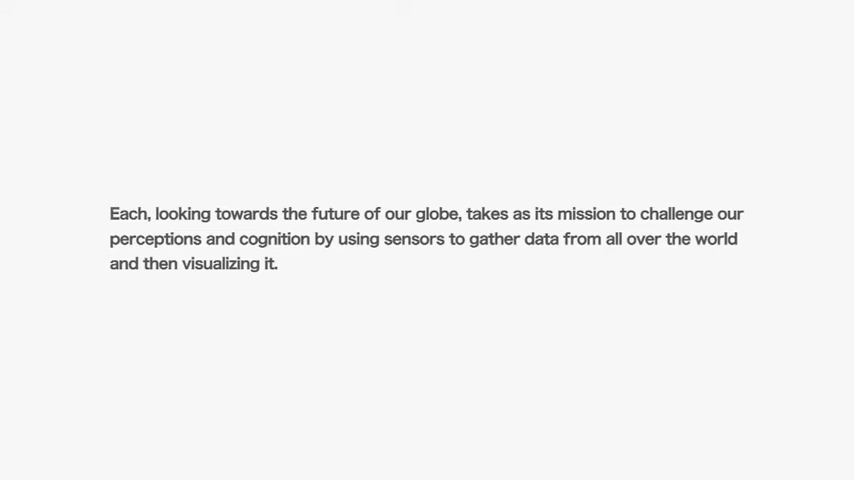 Each, looking towards the future of our globe, takes as its mission to challenge our
perceptions and cognition by using sensors to gather data from all over the world
and then visualizing it.